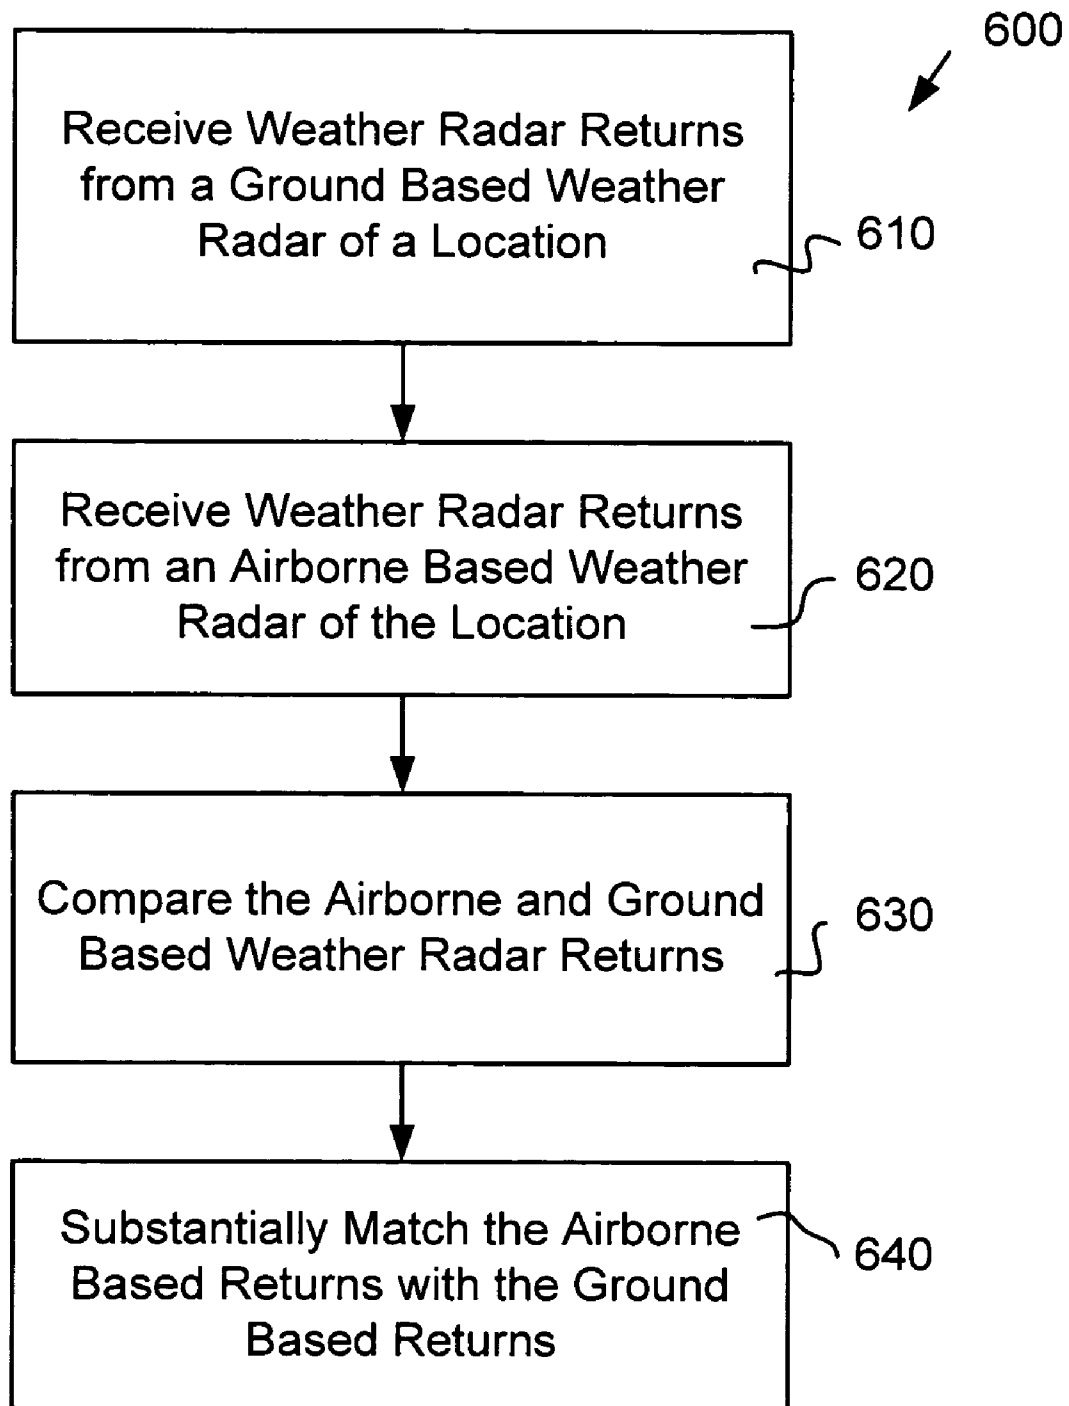 600
Receive Weather Radar Returns
from a Ground Based Weather
Radar of a Location
610
Receive Weather Radar Returns
from an Airborne Based Weather
Radar of the Location
620
Compare the Airborne and Ground
Based Weather Radar Returns
630
Substantially Match the Airborne
Based Returns with the Ground
Based Returns
640